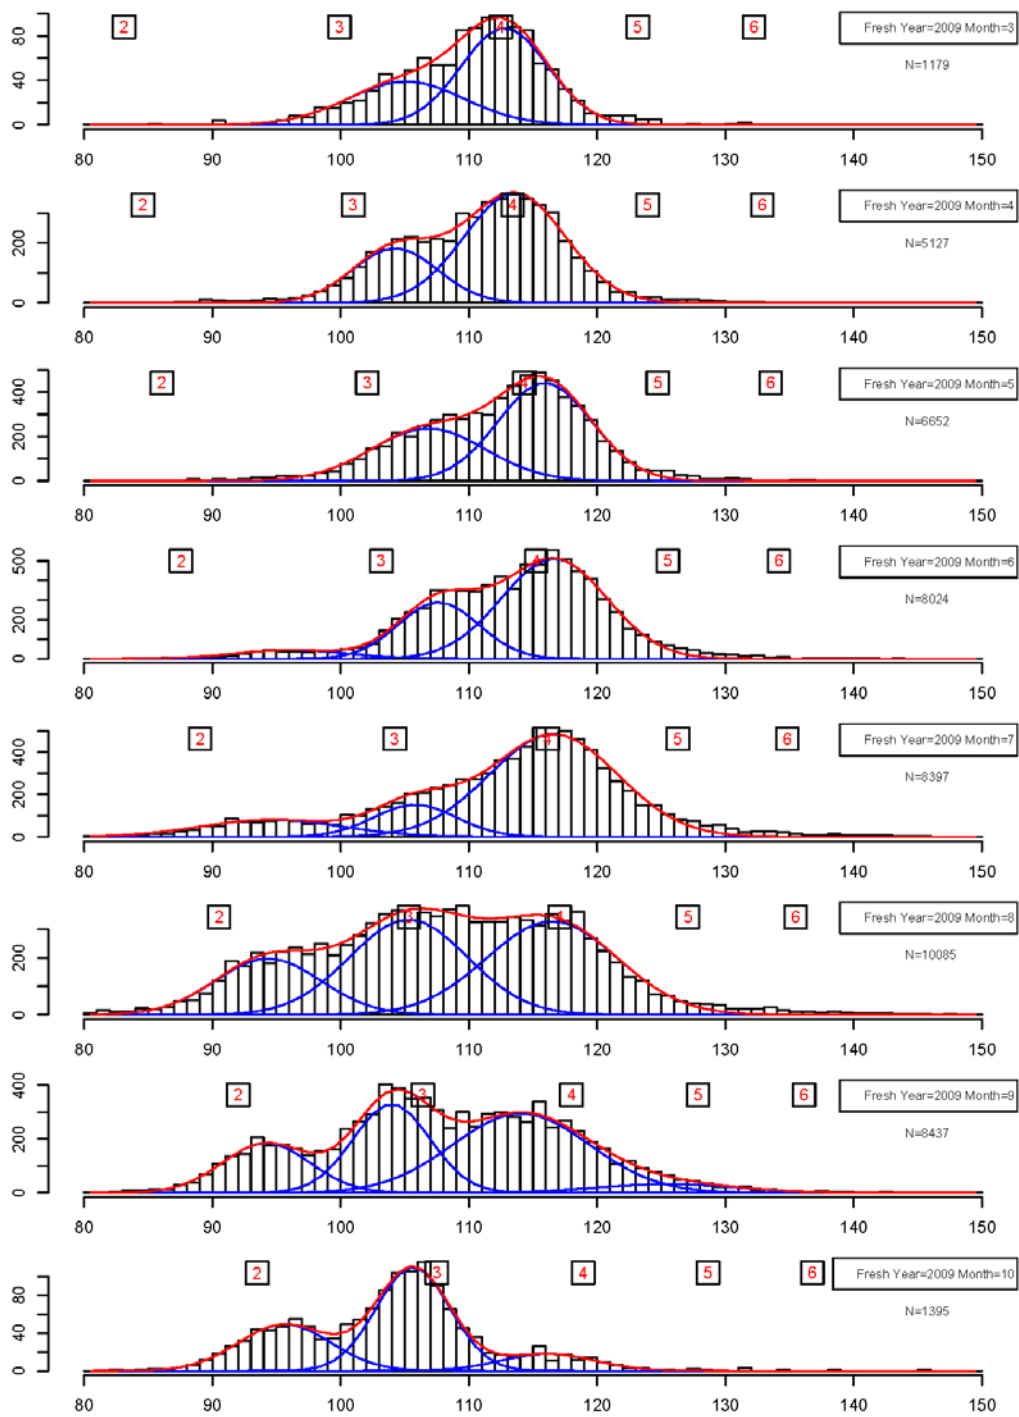 2 3 4 5 6 Fresh Year=2009 Month=3
N=1179
80
40
0
80 90 100 110 120 130 140 150
2 3 4 5 6 Fresh Year=2009 Month=4
N=5127
200
0
80 90 100 110 120 130 140 150
2 3 4 5 6 Fresh Year=2009 Month=5
N=6652
400
200
0
80 90 100 110 120 130 140 150
2 3 4 5 6 Fresh Year=2009 Month=6
N=8024
500
200
0
80 90 100 110 120 130 140 150
2 3 4 5 6 Fresh Year=2009 Month=7
N=8397
400
200
0
80 90 100 110 120 130 140 150
2 3 4 5 6 Fresh Year=2009 Month=8
N=10085
200
0
80 90 100 110 120 130 140 150
2 3 4 5 6 Fresh Year=2009 Month=9
N=8437
400
200
0
80 90 100 110 120 130 140 150
2 3 4 5 6 Fresh Year=2009 Month=10
N=1395
80
40
0
80 90 100 110 120 130 140 150